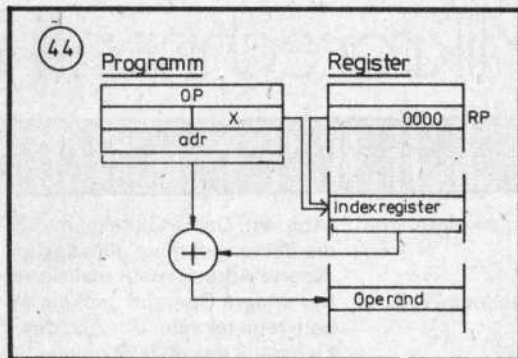 44
Programm Register
OP
X 0000 RP
adr
Indexregister
+
Operand